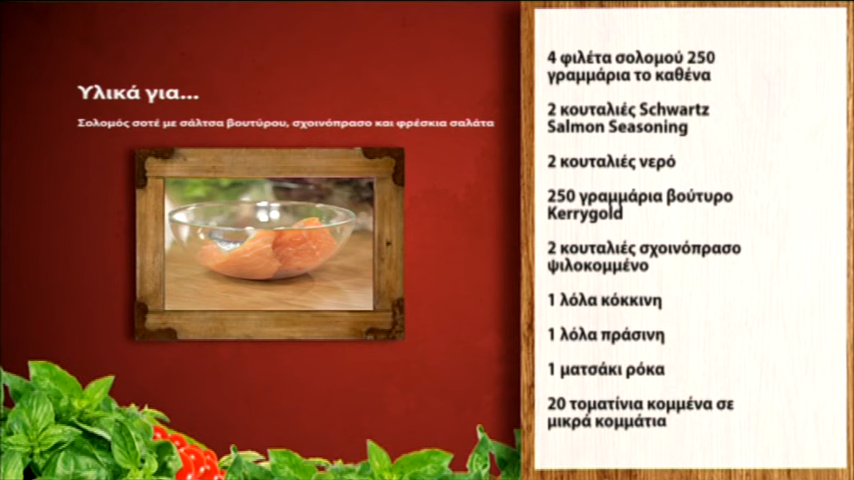 Υλικά για...
Σολομός σοτέ με σάλτσα βουτύρου, σχοινόπρασο και φρέσκια σαλάτα
4 φιλέτα σολομού 250
γραμμάρια το καθένα
2 κουταλιές Schwartz
Salmon Seasoning
2 κουταλιές νερό
250 γραμμάρια βούτυρο
Kerrygold
2 κουταλιές σχοινόπρασο
ψιλοκομμένο
1 λόλα κόκκινη
1 λόλα πράσινη
1 ματσάκι ρόκα
20 τοματίνια κομμένα σε
μικρά κομμάτια